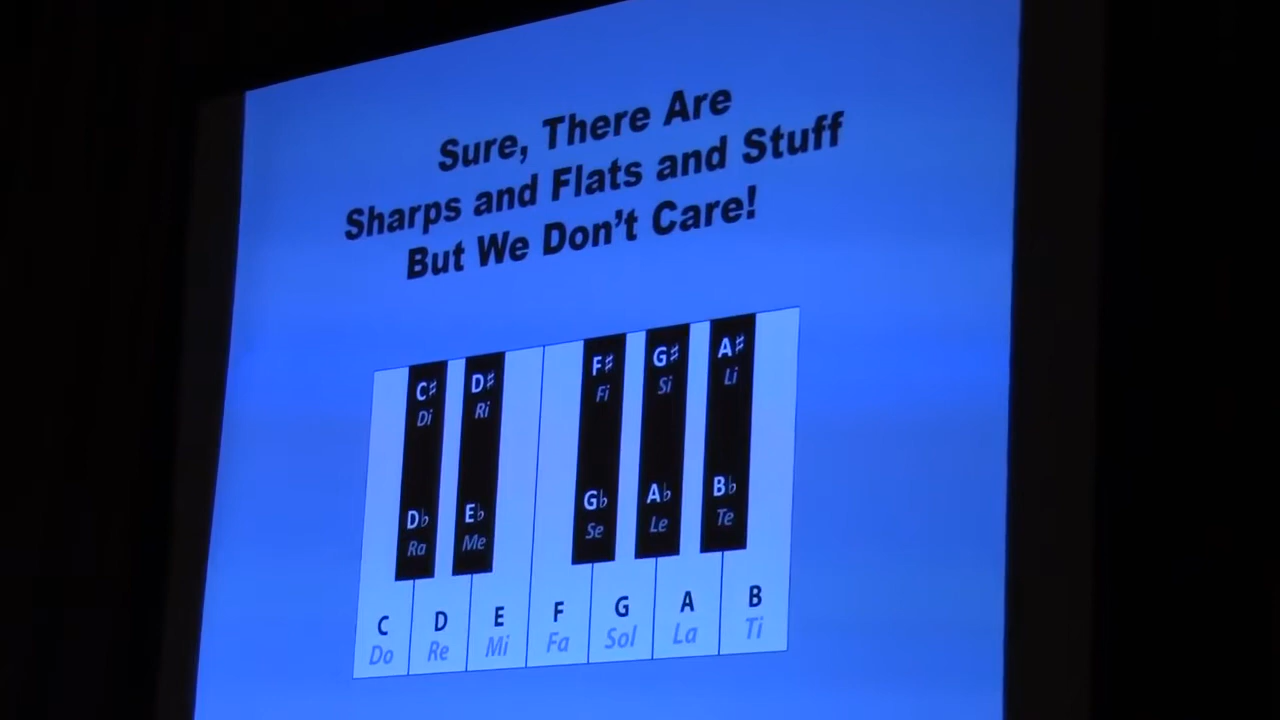 Sure, There Are
Sharps and Flats and Stuff
But We Don't Care!
C♯ D♯ F♯ G♯ A♯
Di Ri Fi Si Li
D♭ E♭ G♭ A♭ B♭
Ra Me Se Le Te
C D E F G A B
Do Re Mi Fa Sol La Ti